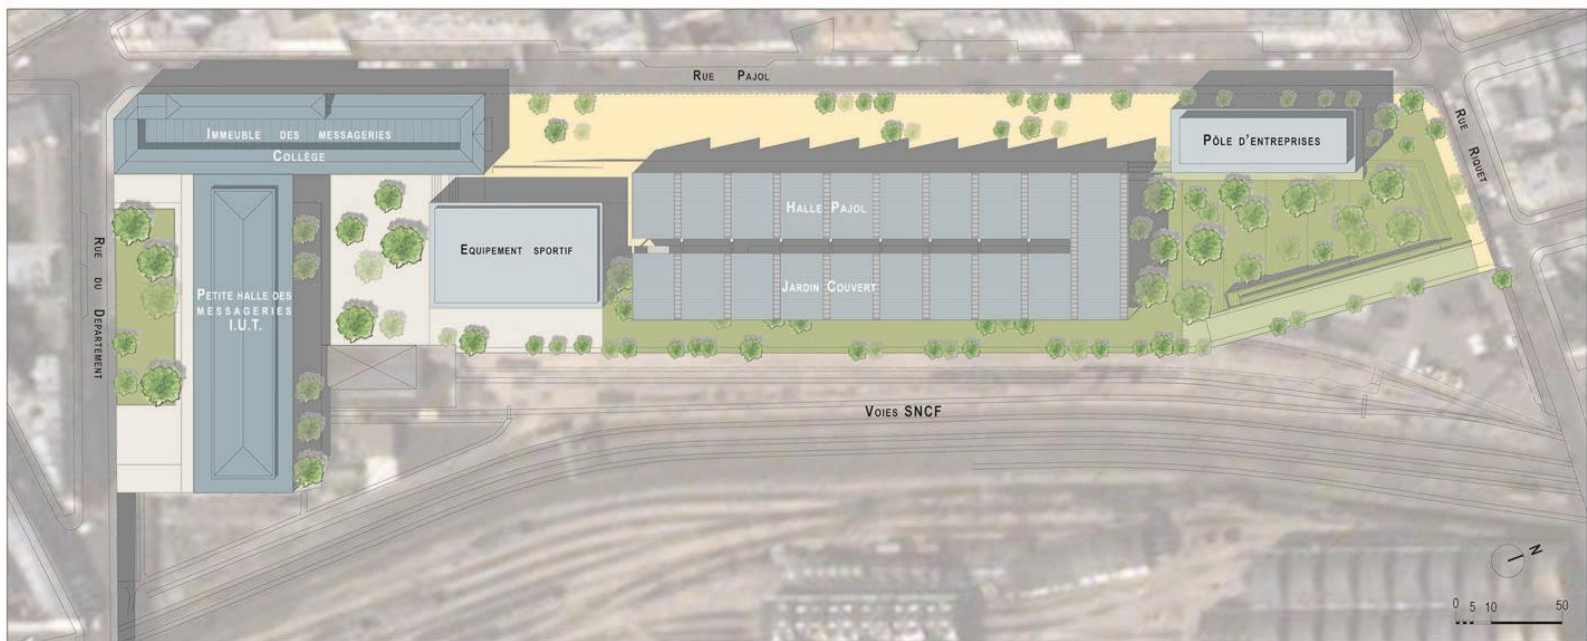 RUE PAJOL
IMMEUBLE DES MESSAGERIES
COLLÈGE
PÔLE D'ENTREPRISES
RUE RIQUET
HALLE PAJOL
EQUIPEMENT SPORTIF
JARDIN COUVERT
RUE DU DEPARTEMENT
PETITE HALLE DES
MESSAGERIES
I.U.T.
VOIES SNCF
N
0 5 10 50